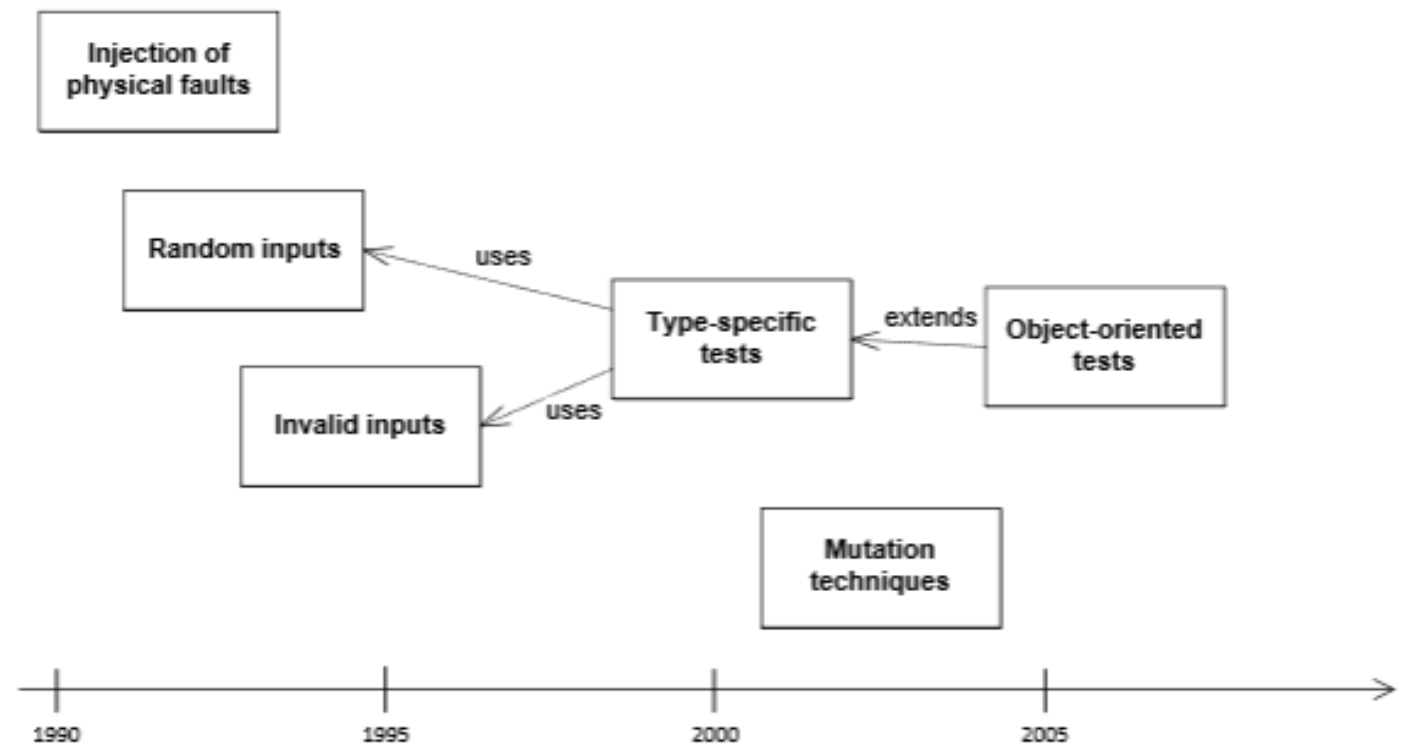 Injection of
physical faults
Random inputs
uses
Type-specific
tests
extends
Object-oriented
tests
Invalid inputs
uses
Mutation
techniques
1990
1995
2000
2005